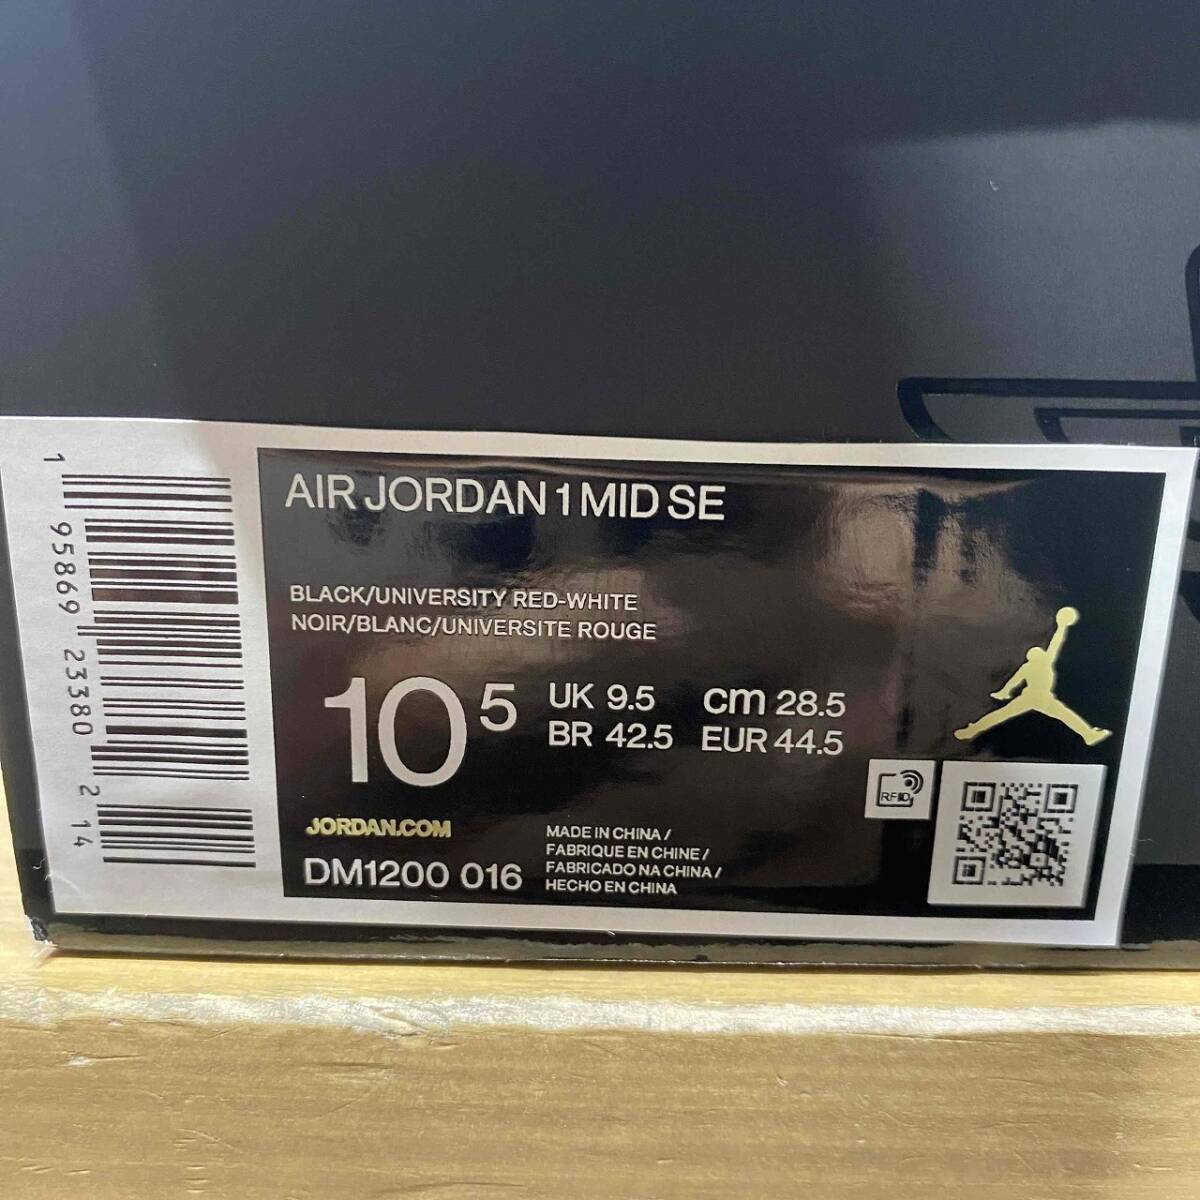 AIR JORDAN 1 MID SE
BLACK/UNIVERSITY RED-WHITE
NOIR/BLANC/UNIVERSITE ROUGE
10 5
UK 9.5 cm 28.5
BR 42.5 EUR 44.5
RFID
JORDAN.COM
DM1200 016
MADE IN CHINA /
FABRIQUE EN CHINE /
FABRICADO NA CHINA /
HECHO EN CHINA
1 95869 23380 2 14